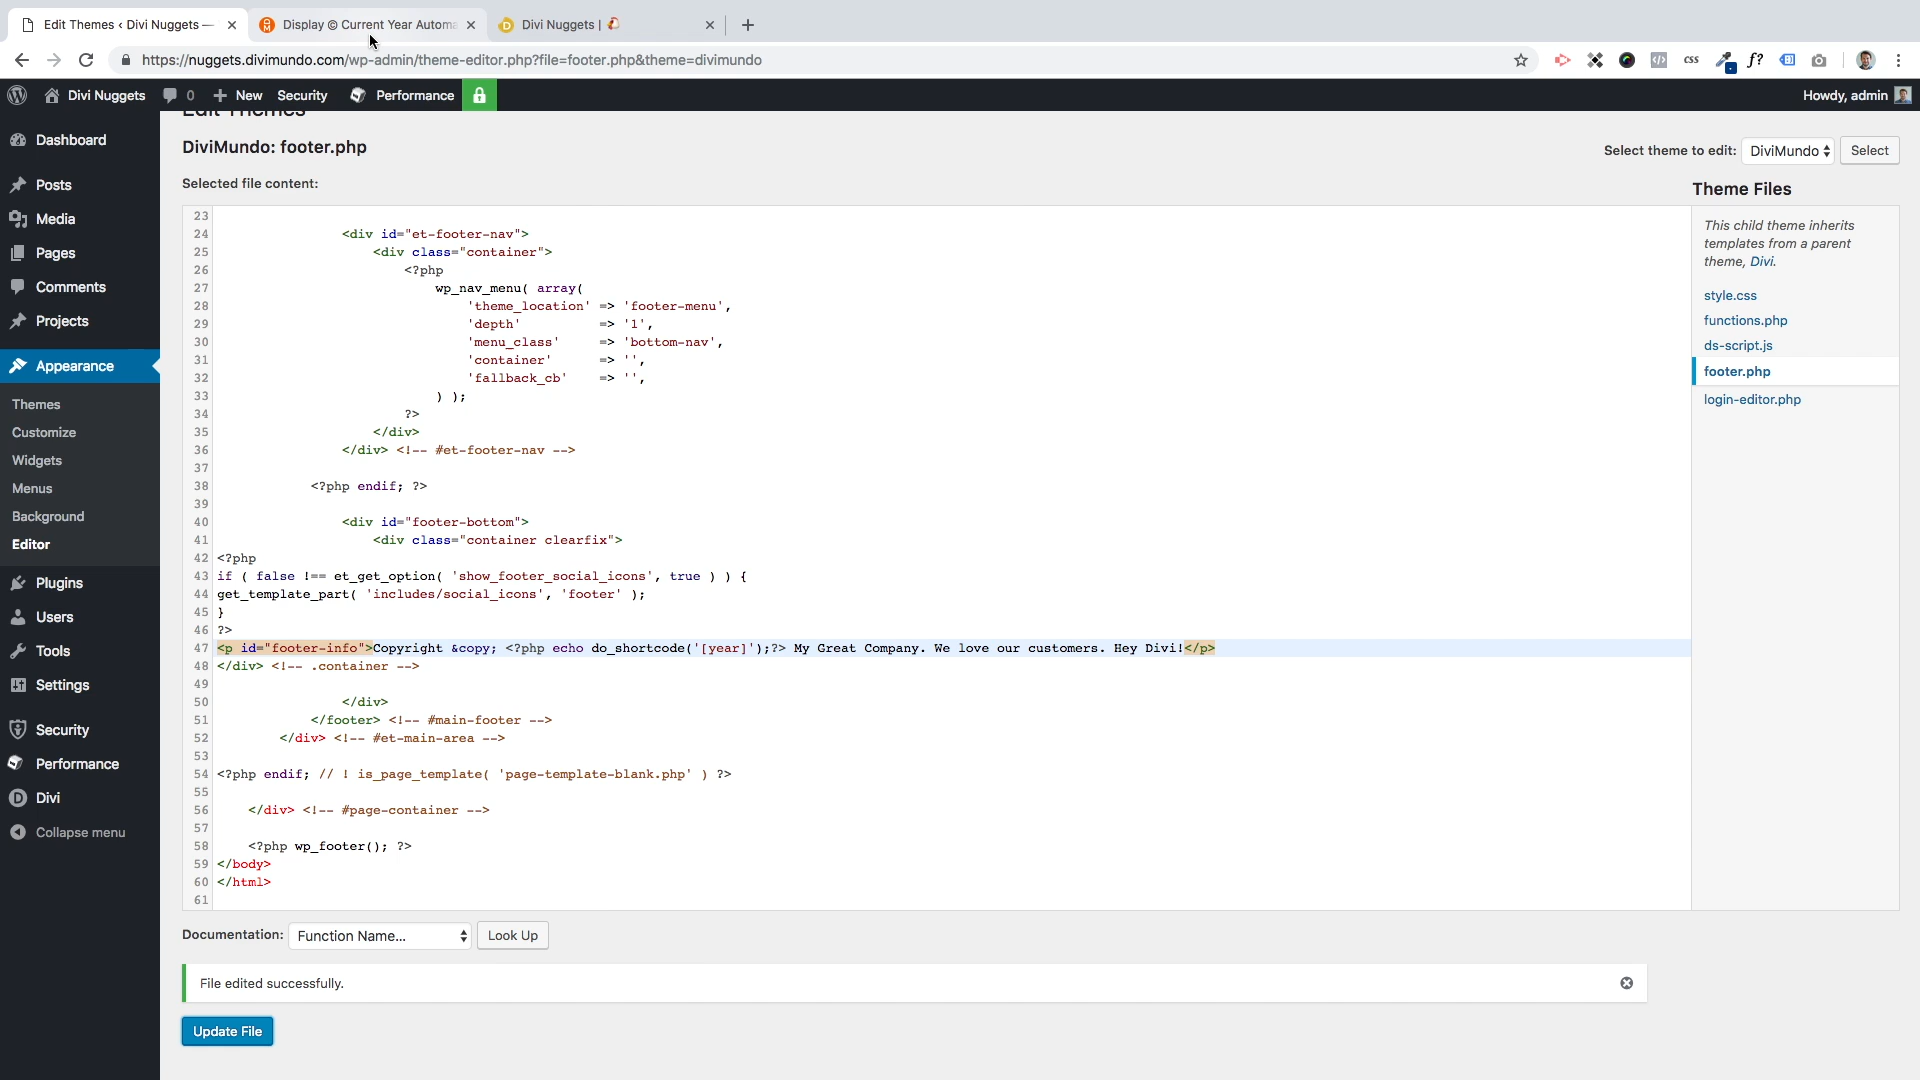 Edit Themes ‹ Divi Nuggets —
Display © Current Year Automa
Divi Nuggets |
https://nuggets.divimundo.com/wp-admin/theme-editor.php?file=footer.php&theme=divimundo
css
f?
Divi Nuggets
0
New
Security
Performance
Howdy, admin
Edit Themes
Dashboard
Posts
Media
Pages
Comments
Projects
Appearance
Themes
Customize
Widgets
Menus
Background
Editor
Plugins
Users
Tools
Settings
Security
Performance
Divi
Collapse menu
DiviMundo: footer.php
Select theme to edit: DiviMundo Select
Selected file content:
Theme Files
23
24 <div id="et-footer-nav">
25 <div class="container">
26 <?php
27 wp_nav_menu( array(
28 'theme_location' => 'footer-menu',
29 'depth' => '1',
30 'menu_class' => 'bottom-nav',
31 'container' => '',
32 'fallback_cb' => '',
33 ) );
34 ?>
35 </div>
36 </div> <!-- #et-footer-nav -->
37
38 <?php endif; ?>
39
40 <div id="footer-bottom">
41 <div class="container clearfix">
42 <?php
43 if ( false !== et_get_option( 'show_footer_social_icons', true ) ) {
44 get_template_part( 'includes/social_icons', 'footer' );
45 }
46 ?>
47 <p id="footer-info">Copyright &copy; <?php echo do_shortcode('[year]');?> My Great Company. We love our customers. Hey Divi!</p>
48 </div> <!-- .container -->
49
50 </div>
51 </footer> <!-- #main-footer -->
52 </div> <!-- #et-main-area -->
53
54 <?php endif; // ! is_page_template( 'page-template-blank.php' ) ?>
55
56 </div> <!-- #page-container -->
57
58 <?php wp_footer(); ?>
59 </body>
60 </html>
61
This child theme inherits
templates from a parent
theme, Divi.
style.css
functions.php
ds-script.js
footer.php
login-editor.php
Documentation: Function Name... Look Up
File edited successfully.
Update File